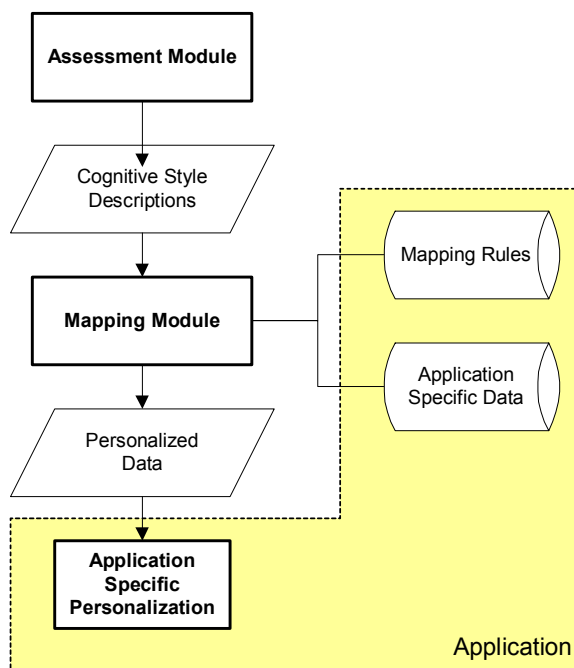 Assessment Module
Cognitive Style
Descriptions
Mapping Rules
Mapping Module
Application
Specific Data
Personalized
Data
Application
Specific
Personalization
Application